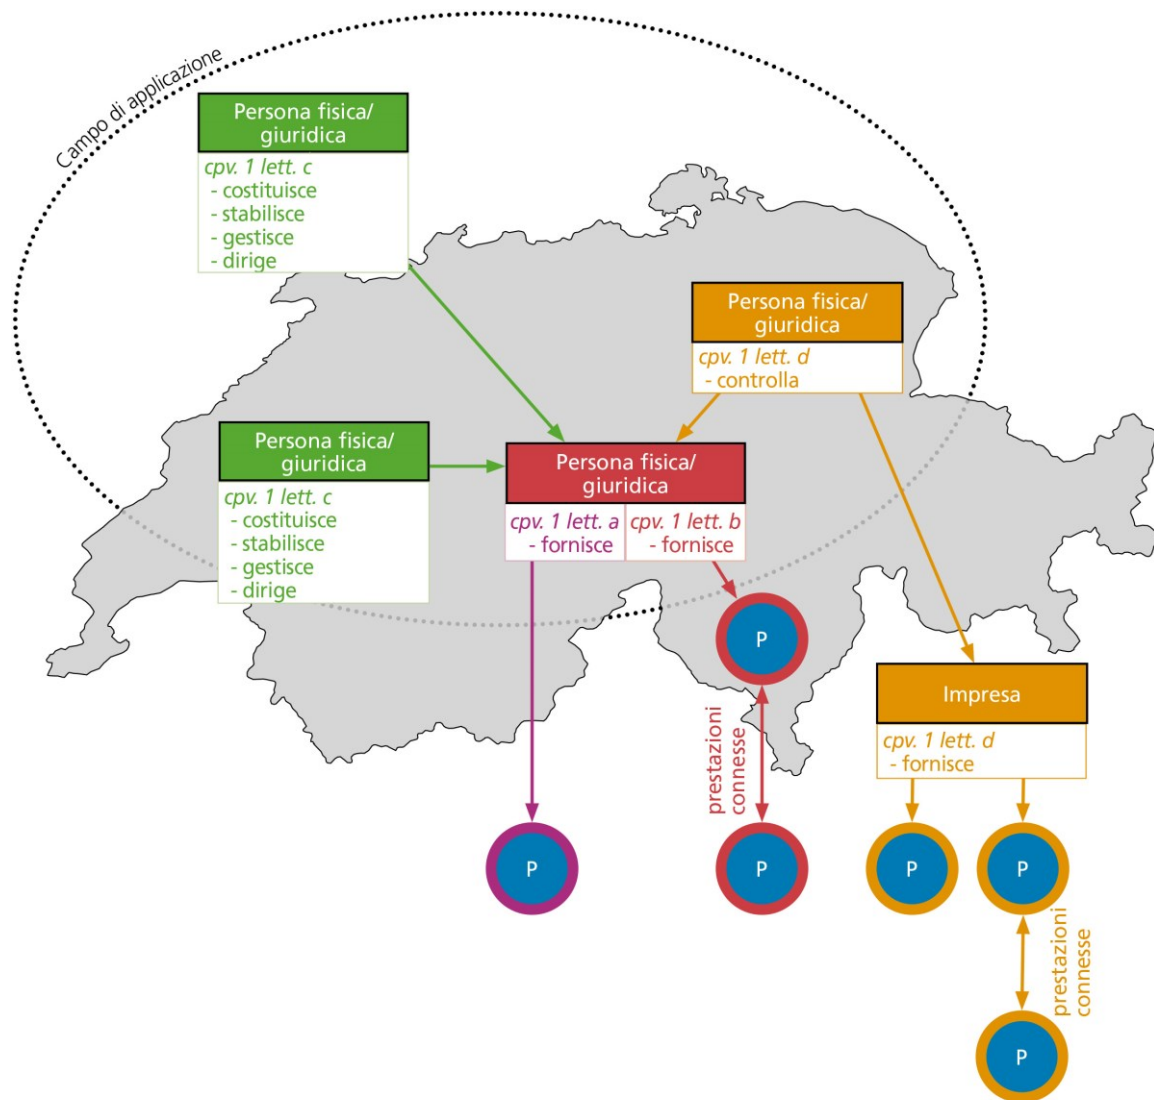 Campo di applicazione
Persona fisica/
giuridica
cpv. 1 lett. c
- costituisce
- stabilisce
- gestisce
- dirige
Persona fisica/
giuridica
cpv. 1 lett. d
- controlla
Persona fisica/
giuridica
cpv. 1 lett. c
- costituisce
- stabilisce
- gestisce
- dirige
Persona fisica/
giuridica
cpv. 1 lett. a
- fornisce
cpv. 1 lett. b
- fornisce
P
Impresa
cpv. 1 lett. d
- fornisce
prestazioni
connesse
P
P
P
P
prestazioni
connesse
P